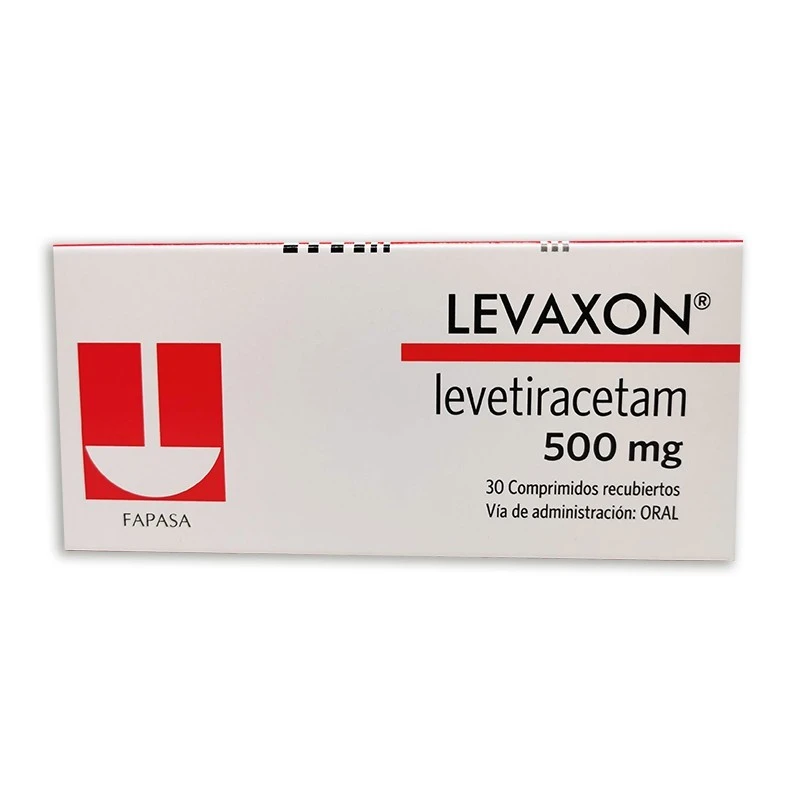 LEVAXON®
levetiracetam
500 mg
30 Comprimidos recubiertos
Vía de administración: ORAL
FAPASA